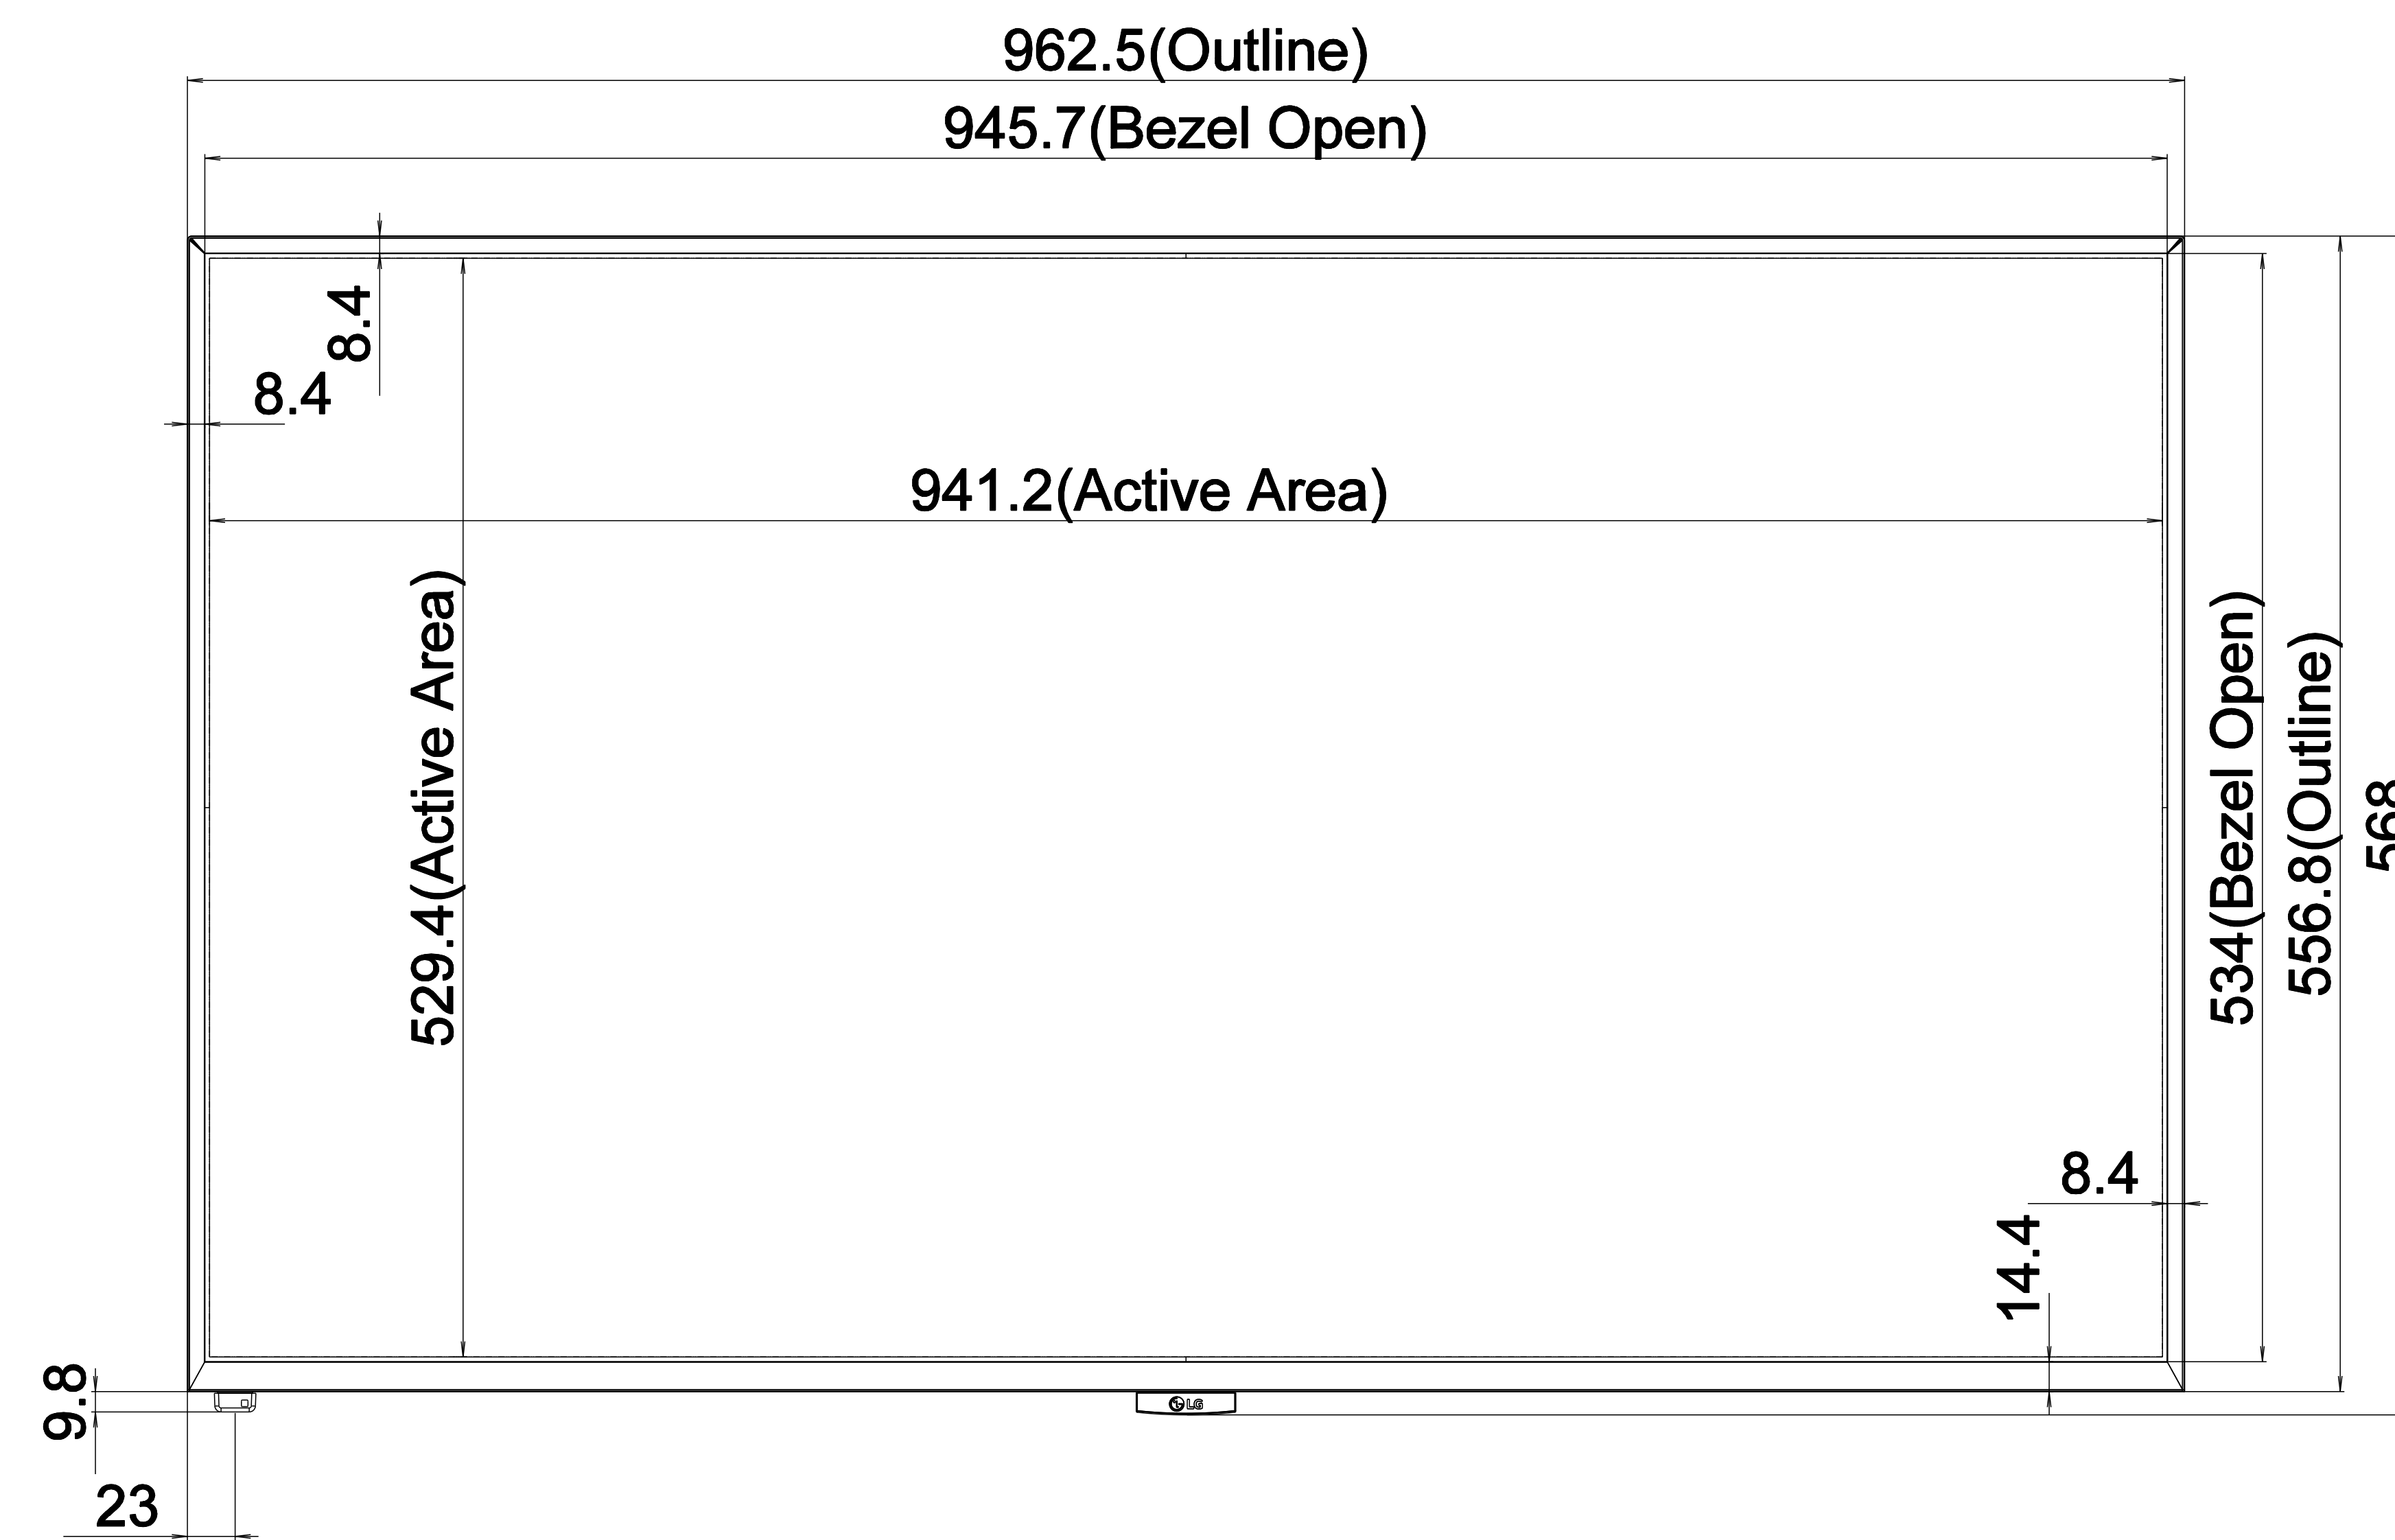 962.5(Outline)
945.7(Bezel Open)
8.4
8.4
941.2(Active Area)
529.4(Active Area)
534(Bezel Open)
556.8(Outline)
568
8.4
14.4
9.8
LG
23